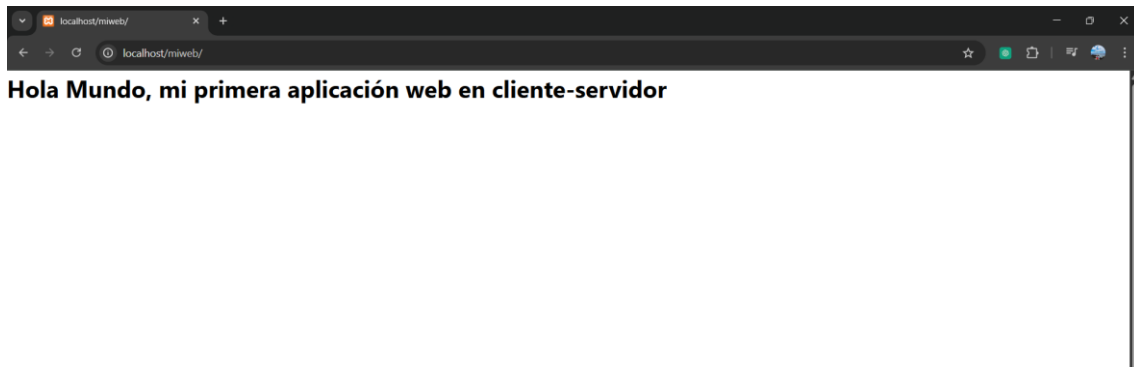 localhost/miweb/
localhost/miweb/
Hola Mundo, mi primera aplicación web en cliente-servidor